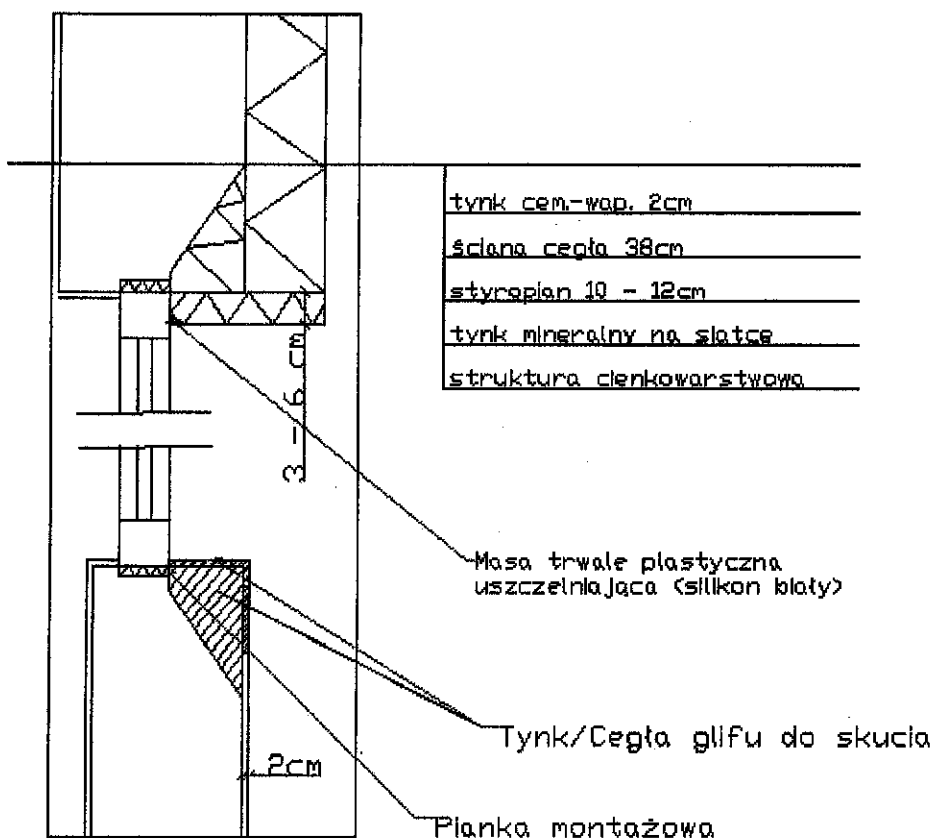 tynk cem.-wap. 2cm
ściana cegła 38cm
styropian 10 - 12cm
tynk mineralny na siatce
struktura cienkowarstwowa
3 - 6 cm
Masa trwale plastyczna
uszczelniająca (silikon biały)
Tynk/Cegła glifu do skucia
2cm
Pianka montażowa